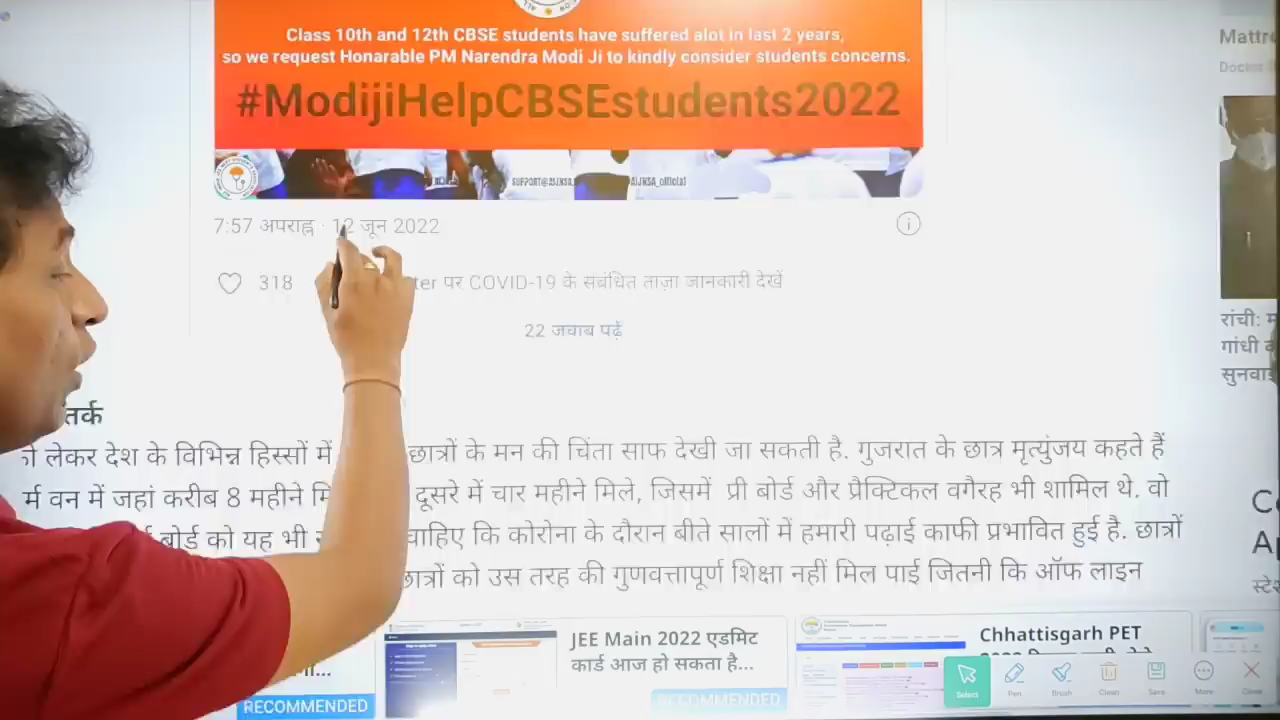 Class 10th and 12th CBSE students have suffered alot in last 2 years,
so we request Honarable PM Narendra Modi Ji to kindly consider students concerns.
#ModijiHelpCBSEstudents2022
7:57 अपराह्न · 12 जून 2022
318 पर COVID-19 के संबंधित ताज़ा जानकारी देखें
22 जवाब पढ़ें
तर्क
लेकर देश के विभिन्न हिस्सों में छात्रों के मन की चिंता साफ देखी जा सकती है. गुजरात के छात्र मृत्युंजय कहते हैं
वन में जहां करीब 8 महीने दूसरे में चार महीने मिले, जिसमें प्री बोर्ड और प्रैक्टिकल वगैरह भी शामिल थे. वो
बोर्ड को यह भी चाहिए कि कोरोना के दौरान बीते सालों में हमारी पढ़ाई काफी प्रभावित हुई है. छात्रों
छात्रों को उस तरह की गुणवत्तापूर्ण शिक्षा नहीं मिल पाई जितनी कि ऑफ लाइन
रांची:
गांधी
JEE Main 2022 एडमिट
कार्ड आज हो सकता है...
RECOMMENDED
RECOMMENDED
Chhattisgarh PET
Select
Pen
Brush
Clean
Save
More
Close